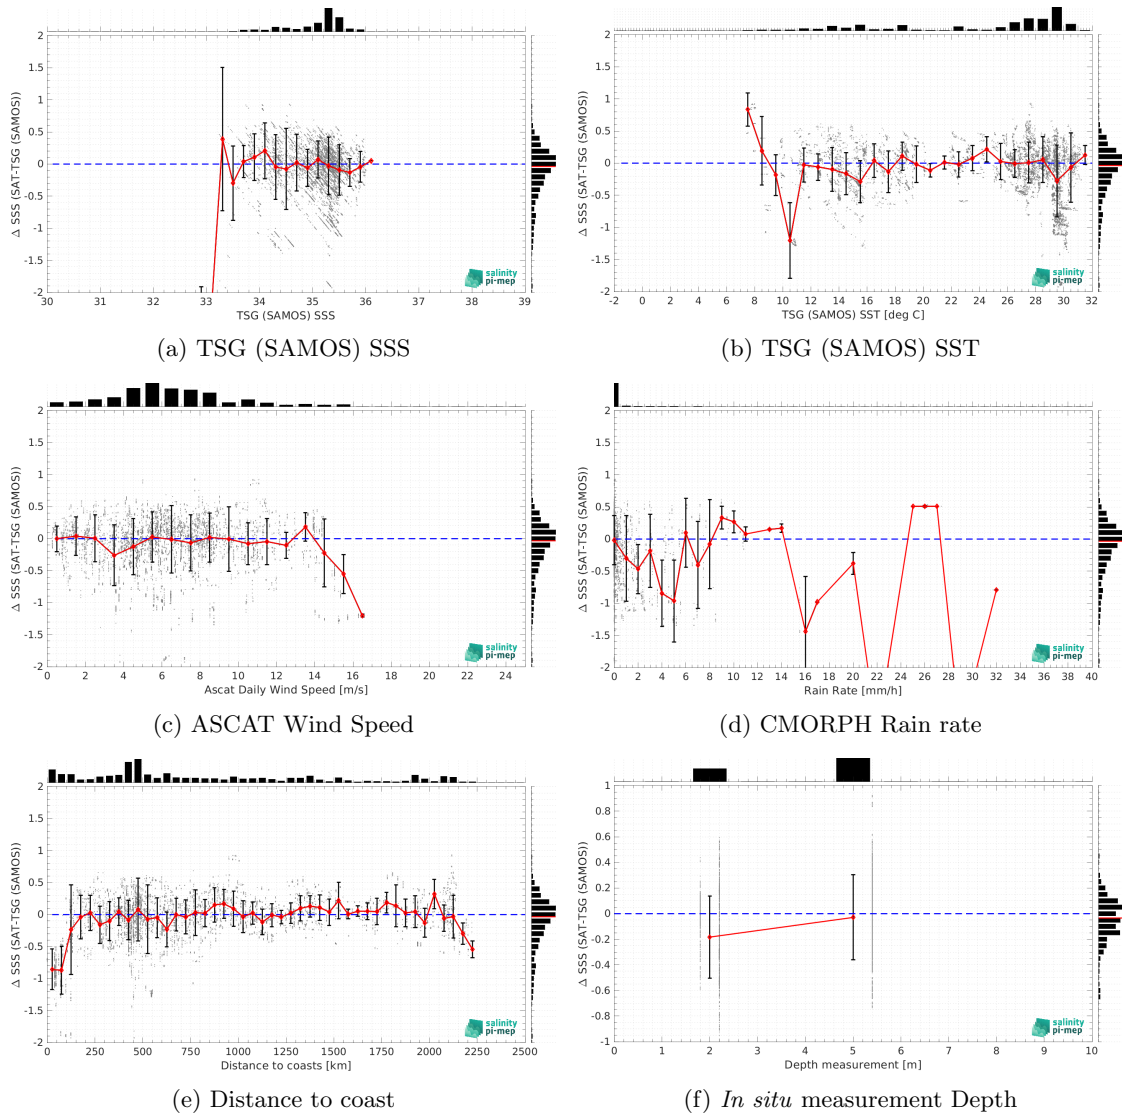 2
1.5
1
0.5
0
-0.5
-1
-1.5
-2
Δ SSS (SAT-TSG (SAMOS))
30 31 32 33 34 35 36 37 38 39
TSG (SAMOS) SSS
salinity
pi-mep
(a) TSG (SAMOS) SSS
2
1.5
1
0.5
0
-0.5
-1
-1.5
-2
Δ SSS (SAT-TSG (SAMOS))
-2 0 2 4 6 8 10 12 14 16 18 20 22 24 26 28 30 32
TSG (SAMOS) SST [deg C]
salinity
pi-mep
(b) TSG (SAMOS) SST
2
1.5
1
0.5
0
-0.5
-1
-1.5
-2
Δ SSS (SAT-TSG (SAMOS))
0 2 4 6 8 10 12 14 16 18 20 22 24
Ascat Daily Wind Speed [m/s]
salinity
pi-mep
(c) ASCAT Wind Speed
2
1.5
1
0.5
0
-0.5
-1
-1.5
-2
Δ SSS (SAT-TSG (SAMOS))
0 2 4 6 8 10 12 14 16 18 20 22 24 26 28 30 32 34 36 38 40
Rain Rate [mm/h]
salinity
pi-mep
(d) CMORPH Rain rate
2
1.5
1
0.5
0
-0.5
-1
-1.5
-2
Δ SSS (SAT-TSG (SAMOS))
0 250 500 750 1000 1250 1500 1750 2000 2250 2500
Distance to coasts [km]
salinity
pi-mep
(e) Distance to coast
1
0.8
0.6
0.4
0.2
0
-0.2
-0.4
-0.6
-0.8
-1
Δ SSS (SAT-TSG (SAMOS))
0 1 2 3 4 5 6 7 8 9 10
Depth measurement [m]
salinity
pi-mep
(f) In situ measurement Depth